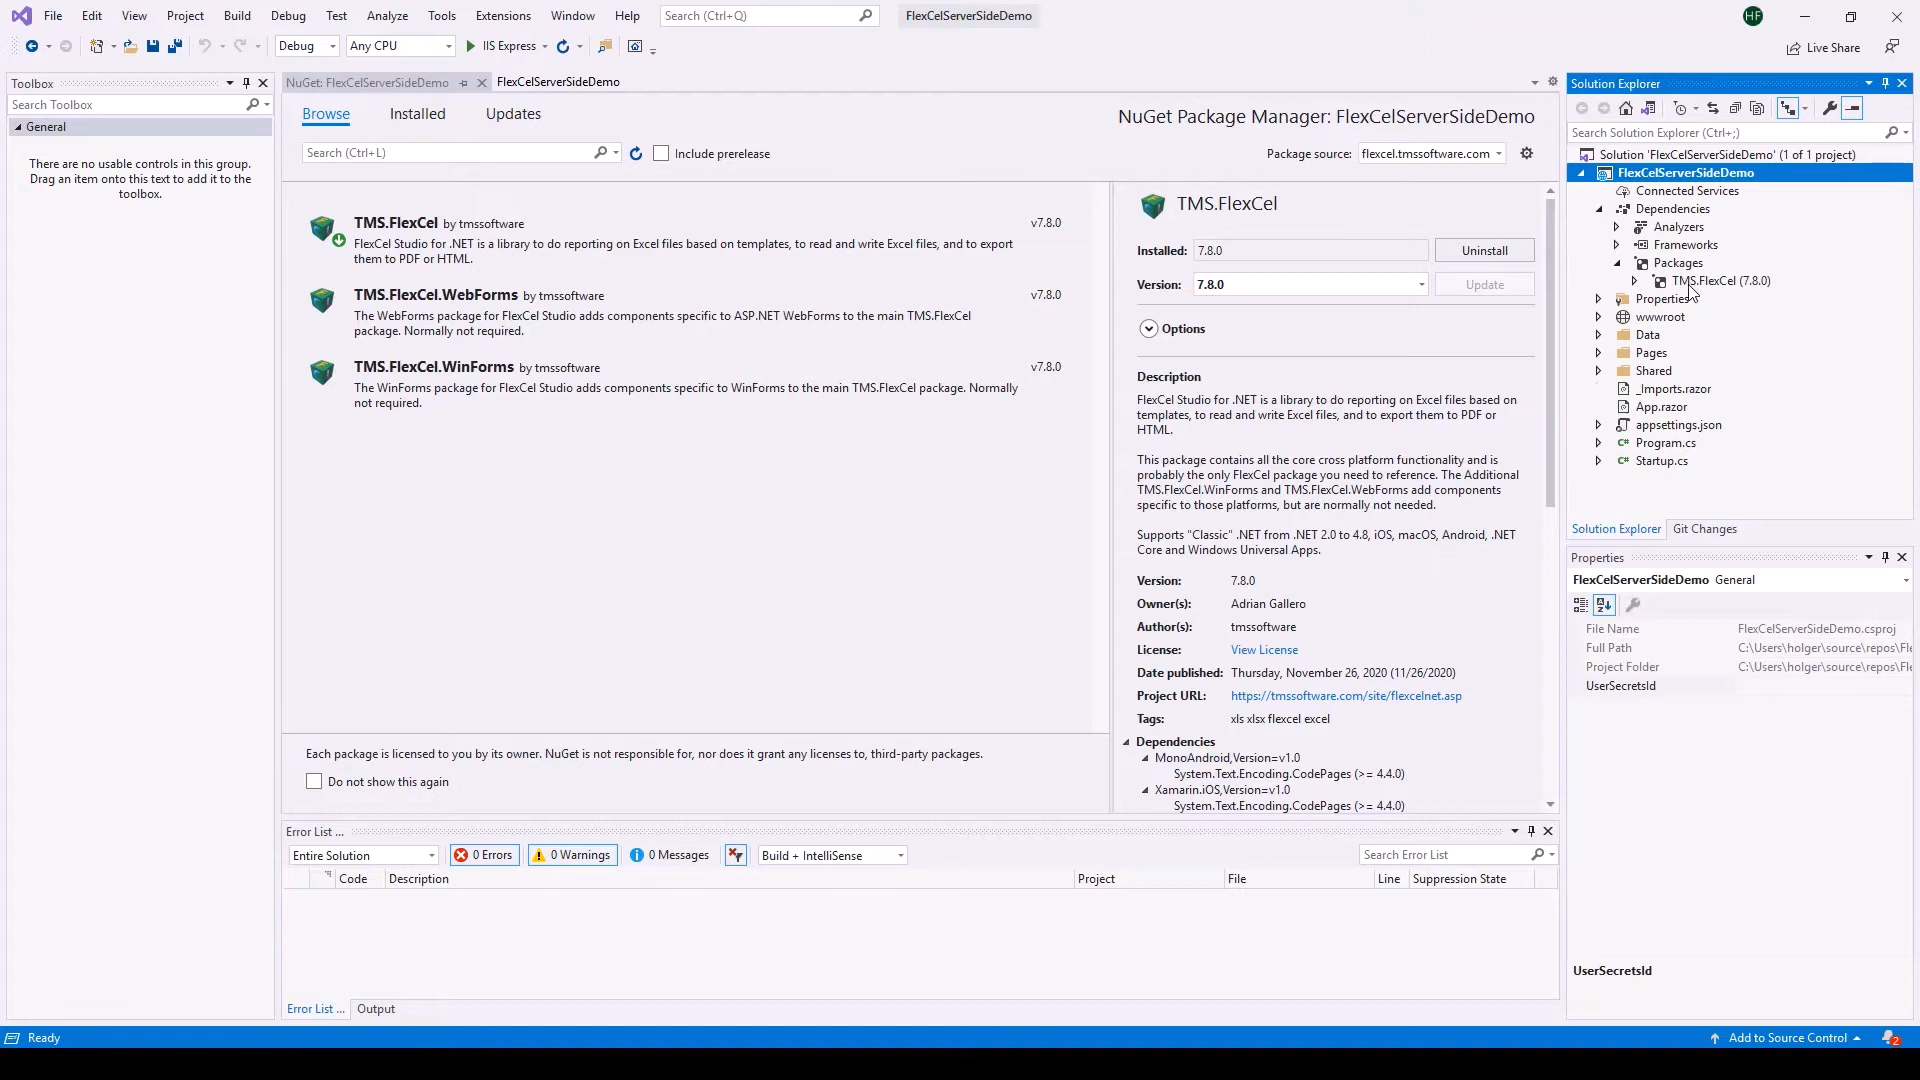 File Edit View Project Build Debug Test Analyze Tools Extensions Window Help Search (Ctrl+Q) FlexCelServerSideDemo HF
Debug Any CPU IIS Express Live Share
Toolbox
Search Toolbox
General
There are no usable controls in this group.
Drag an item onto this text to add it to the
toolbox.
NuGet: FlexCelServerSideDemo FlexCelServerSideDemo
Browse Installed Updates
NuGet Package Manager: FlexCelServerSideDemo
Search (Ctrl+L) Include prerelease
Package source: flexcel.tmssoftware.com
TMS.FlexCel by tmssoftware v7.8.0
FlexCel Studio for .NET is a library to do reporting on Excel files based on templates, to read and write Excel files, and to export
them to PDF or HTML.
TMS.FlexCel.WebForms by tmssoftware v7.8.0
The WebForms package for FlexCel Studio adds components specific to ASP.NET WebForms to the main TMS.FlexCel
package. Normally not required.
TMS.FlexCel.WinForms by tmssoftware v7.8.0
The WinForms package for FlexCel Studio adds components specific to WinForms to the main TMS.FlexCel package. Normally
not required.
Each package is licensed to you by its owner. NuGet is not responsible for, nor does it grant any licenses to, third-party packages.
Do not show this again
TMS.FlexCel
Installed: 7.8.0 Uninstall
Version: 7.8.0 Update
Options
Description
FlexCel Studio for .NET is a library to do reporting on Excel files based on
templates, to read and write Excel files, and to export them to PDF or
HTML.
This package contains all the core cross platform functionality and is
probably the only FlexCel package you need to reference. The Additional
TMS.FlexCel.WinForms and TMS.FlexCel.WebForms add components
specific to those platforms, but are normally not needed.
Supports "Classic" .NET from .NET 2.0 to 4.8, iOS, macOS, Android, .NET
Core and Windows Universal Apps.
Version: 7.8.0
Owner(s): Adrian Gallero
Author(s): tmssoftware
License: View License
Date published: Thursday, November 26, 2020 (11/26/2020)
Project URL: https://tmssoftware.com/site/flexcelnet.asp
Tags: xls xlsx flexcel excel
Dependencies
MonoAndroid,Version=v1.0
System.Text.Encoding.CodePages (>= 4.4.0)
Xamarin.iOS,Version=v1.0
System.Text.Encoding.CodePages (>= 4.4.0)
Error List ...
Entire Solution 0 Errors 0 Warnings 0 Messages Build + IntelliSense Search Error List
Code Description Project File Line Suppression State
Error List ... Output
Solution Explorer
Search Solution Explorer (Ctrl+;)
Solution 'FlexCelServerSideDemo' (1 of 1 project)
FlexCelServerSideDemo
Connected Services
Dependencies
Analyzers
Frameworks
Packages
TMS.FlexCel (7.8.0)
Properties
wwwroot
Data
Pages
Shared
_Imports.razor
App.razor
appsettings.json
C# Program.cs
C# Startup.cs
Solution Explorer Git Changes
Properties
FlexCelServerSideDemo General
File Name FlexCelServerSideDemo.csproj
Full Path C:\Users\holger\source\repos\Fle
Project Folder C:\Users\holger\source\repos\Fle
UserSecretsId
UserSecretsId
Ready Add to Source Control 2